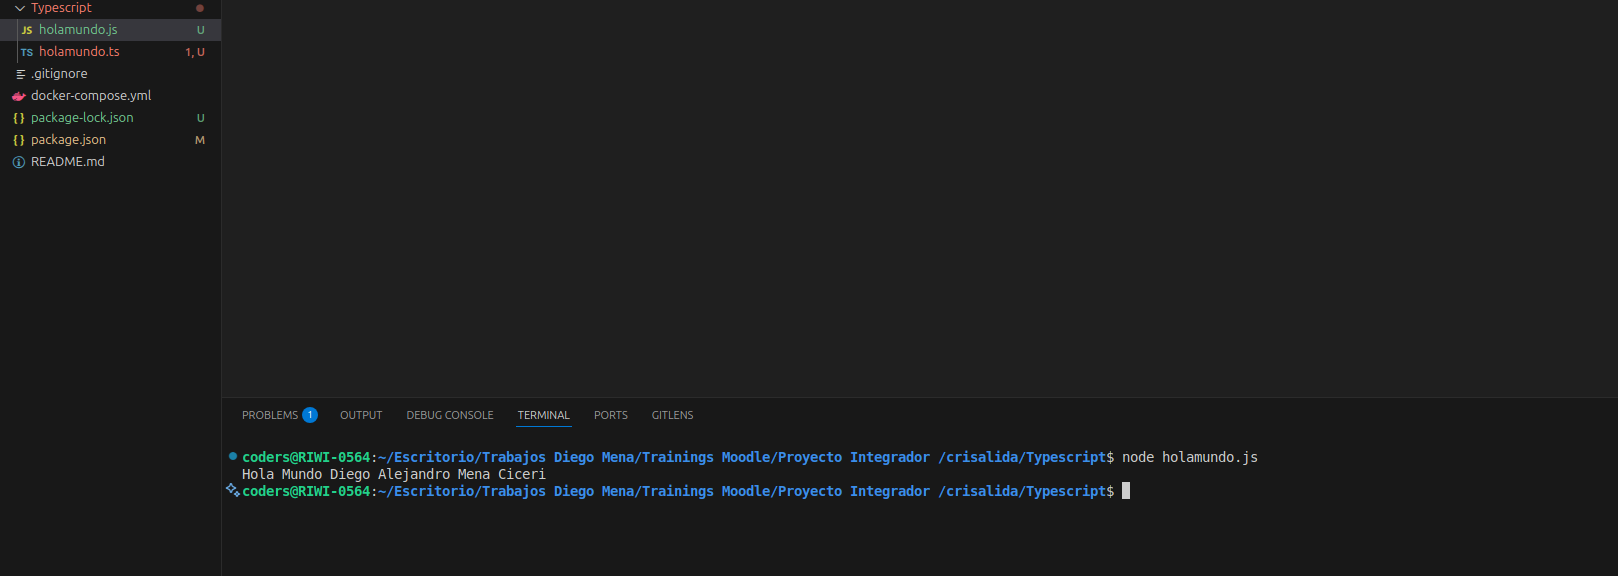 Typescript
JS holamundo.js U
TS holamundo.ts 1, U
.gitignore
docker-compose.yml
{} package-lock.json U
{} package.json M
README.md
PROBLEMS 1 OUTPUT DEBUG CONSOLE TERMINAL PORTS GITLENS
coders@RIWI-0564:~/Escritorio/Trabajos Diego Mena/Trainings Moodle/Proyecto Integrador /crisalida/Typescript$ node holamundo.js
Hola Mundo Diego Alejandro Mena Ciceri
coders@RIWI-0564:~/Escritorio/Trabajos Diego Mena/Trainings Moodle/Proyecto Integrador /crisalida/Typescript$